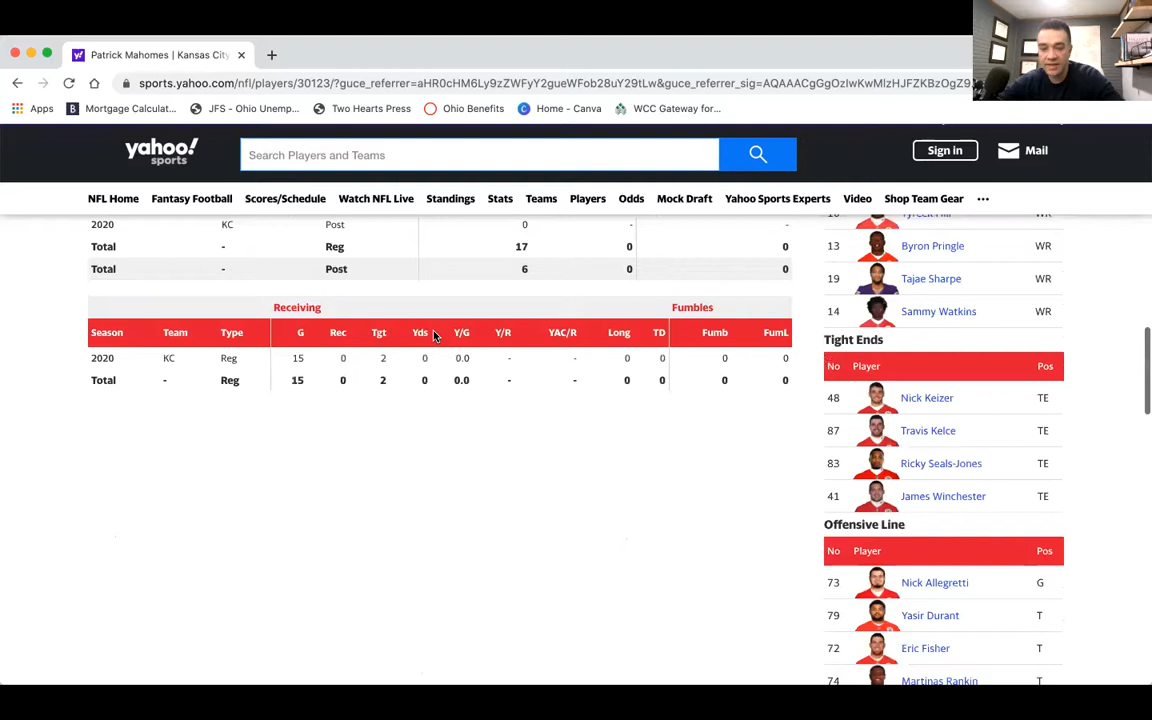 Patrick Mahomes | Kansas City
sports.yahoo.com/nfl/players/30123/?guce_referrer=aHR0cHM6Ly9zZWFyY2gueWFob28uY29tLw&guce_referrer_sig=
Apps Mortgage Calculat... JFS - Ohio Unemp... Two Hearts Press Ohio Benefits Home - Canva WCC Gateway for...
yahoo! sports
Search Players and Teams
Sign in Mail
NFL Home Fantasy Football Scores/Schedule Watch NFL Live Standings Stats Teams Players Odds Mock Draft Yahoo Sports Experts Video Shop Team Gear ...
2020 KC Post 0 - -
Total - Reg 17 0 0
Total - Post 6 0 0
Receiving Fumbles
Season Team Type G Rec Tgt Yds Y/G Y/R YAC/R Long TD Fumb FumL
2020 KC Reg 15 0 2 0 0.0 - - 0 0 0 0
Total - Reg 15 0 2 0 0.0 - - 0 0 0 0
WR
13 Byron Pringle WR
19 Tajae Sharpe WR
14 Sammy Watkins WR
Tight Ends
No Player Pos
48 Nick Keizer TE
87 Travis Kelce TE
83 Ricky Seals-Jones TE
41 James Winchester TE
Offensive Line
No Player Pos
73 Nick Allegretti G
79 Yasir Durant T
72 Eric Fisher T
74 Martinas Rankin T